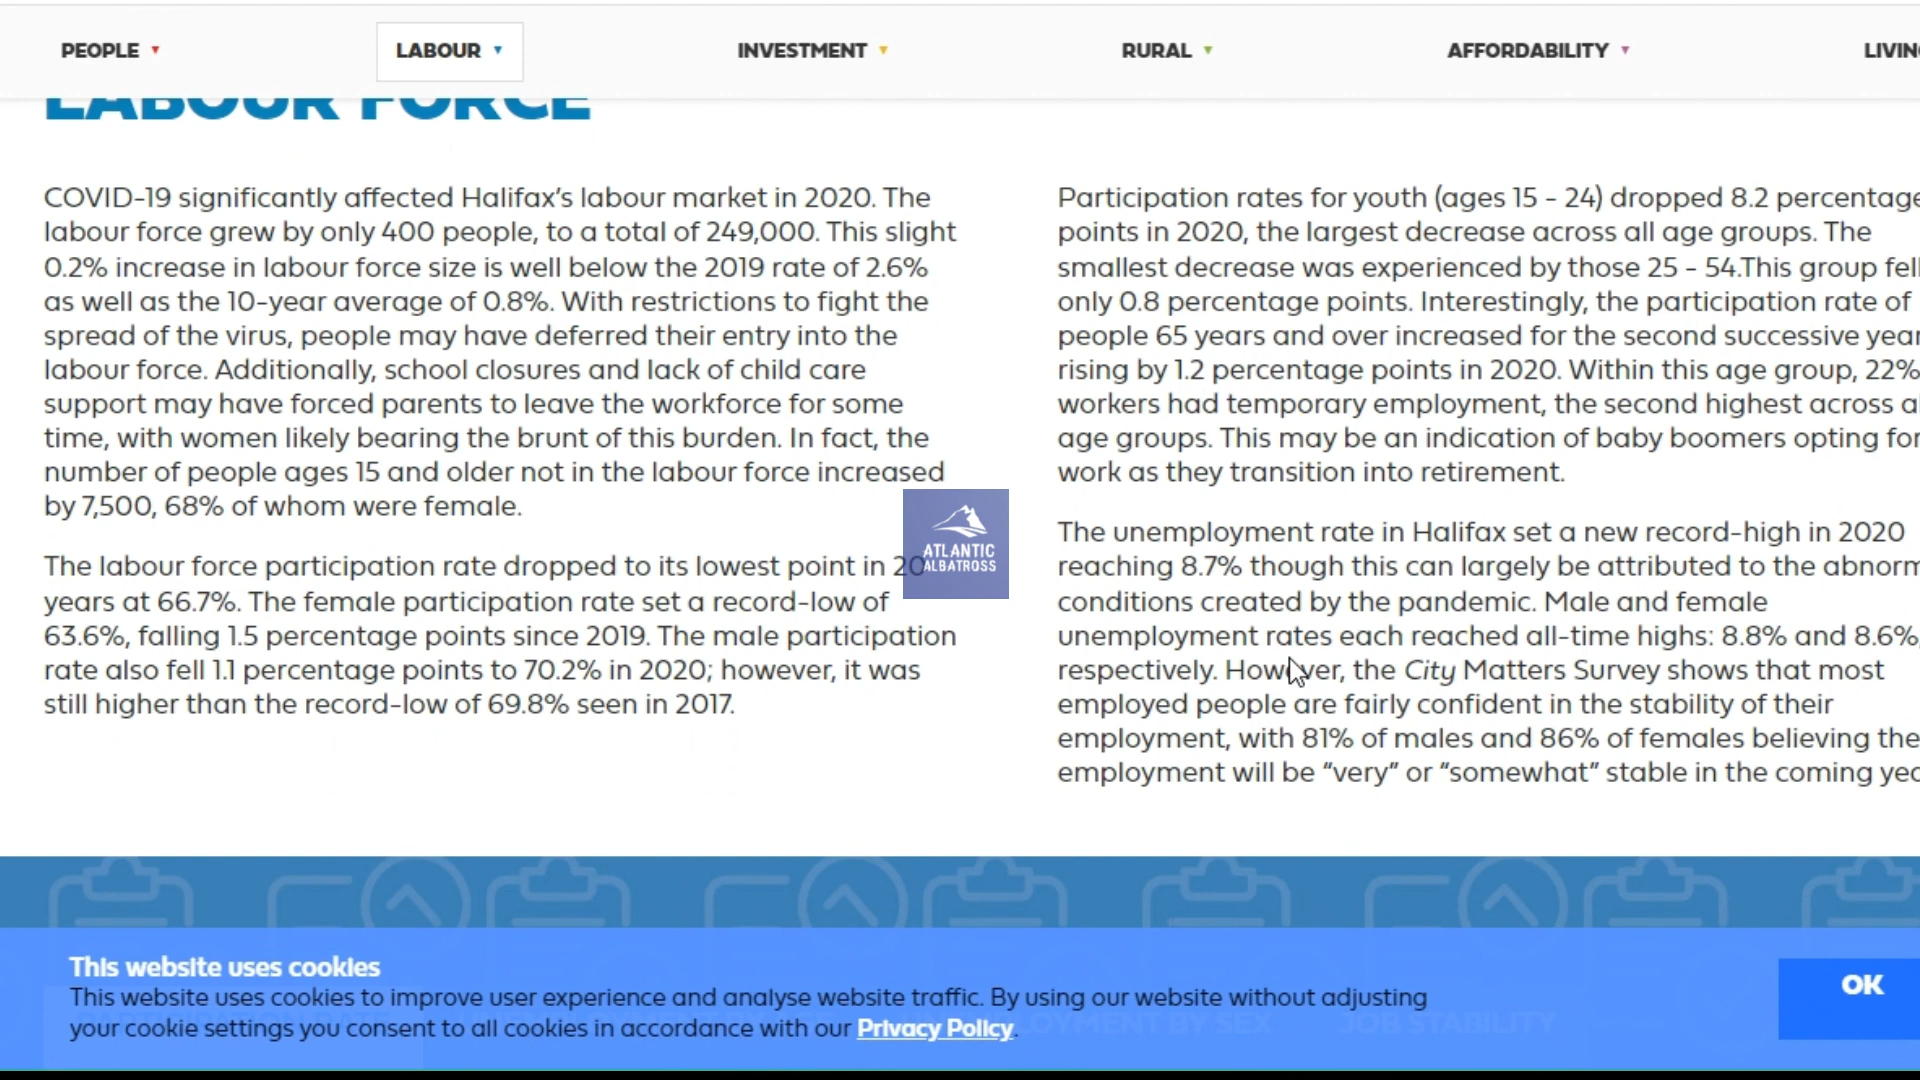 PEOPLE
LABOUR
INVESTMENT
RURAL
AFFORDABILITY
LABOUR FORCE
COVID-19 significantly affected Halifax’s labour market in 2020. The
labour force grew by only 400 people, to a total of 249,000. This slight
0.2% increase in labour force size is well below the 2019 rate of 2.6%
as well as the 10-year average of 0.8%. With restrictions to fight the
spread of the virus, people may have deferred their entry into the
labour force. Additionally, school closures and lack of child care
support may have forced parents to leave the workforce for some
time, with women likely bearing the brunt of this burden. In fact, the
number of people ages 15 and older not in the labour force increased
by 7,500, 68% of whom were female.
The labour force participation rate dropped to its lowest point in 20
years at 66.7%. The female participation rate set a record-low of
63.6%, falling 1.5 percentage points since 2019. The male participation
rate also fell 1.1 percentage points to 70.2% in 2020; however, it was
still higher than the record-low of 69.8% seen in 2017.
ATLANTIC
ALBATROSS
Participation rates for youth (ages 15 - 24) dropped 8.2 percentage
points in 2020, the largest decrease across all age groups. The
smallest decrease was experienced by those 25 - 54.This group fell
only 0.8 percentage points. Interestingly, the participation rate of
people 65 years and over increased for the second successive year
rising by 1.2 percentage points in 2020. Within this age group, 22%
workers had temporary employment, the second highest across
age groups. This may be an indication of baby boomers opting for
work as they transition into retirement.
The unemployment rate in Halifax set a new record-high in 2020
reaching 8.7% though this can largely be attributed to the
conditions created by the pandemic. Male and female
unemployment rates each reached all-time highs: 8.8% and 8.6%,
respectively. However, the City Matters Survey shows that most
employed people are fairly confident in the stability of their
employment, with 81% of males and 86% of females believing
employment will be “very” or “somewhat” stable in the coming
This website uses cookies
This website uses cookies to improve user experience and analyse website traffic. By using our website without adjusting
your cookie settings you consent to all cookies in accordance with our Privacy Policy.
OK
PARTICIPATION RATE
UNEMPLOYMENT BY SEX
JOB STABILITY